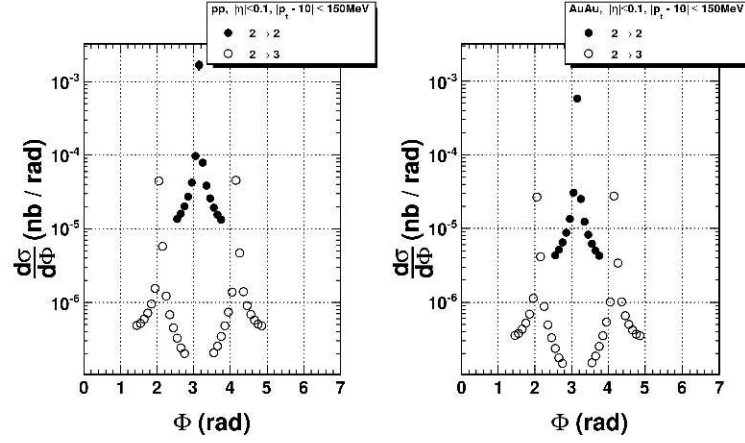 pp, |η|<0.1, |p_t - 10| < 150MeV
2 → 2
2 → 3
10^-3
10^-4
10^-5
10^-6
dσ/dΦ (nb / rad)
0 1 2 3 4 5 6 7
Φ (rad)
AuAu, |η|<0.1, |p_t - 10| < 150MeV
2 → 2
2 → 3
10^-3
10^-4
10^-5
10^-6
dσ/dΦ (nb / rad)
0 1 2 3 4 5 6 7
Φ (rad)